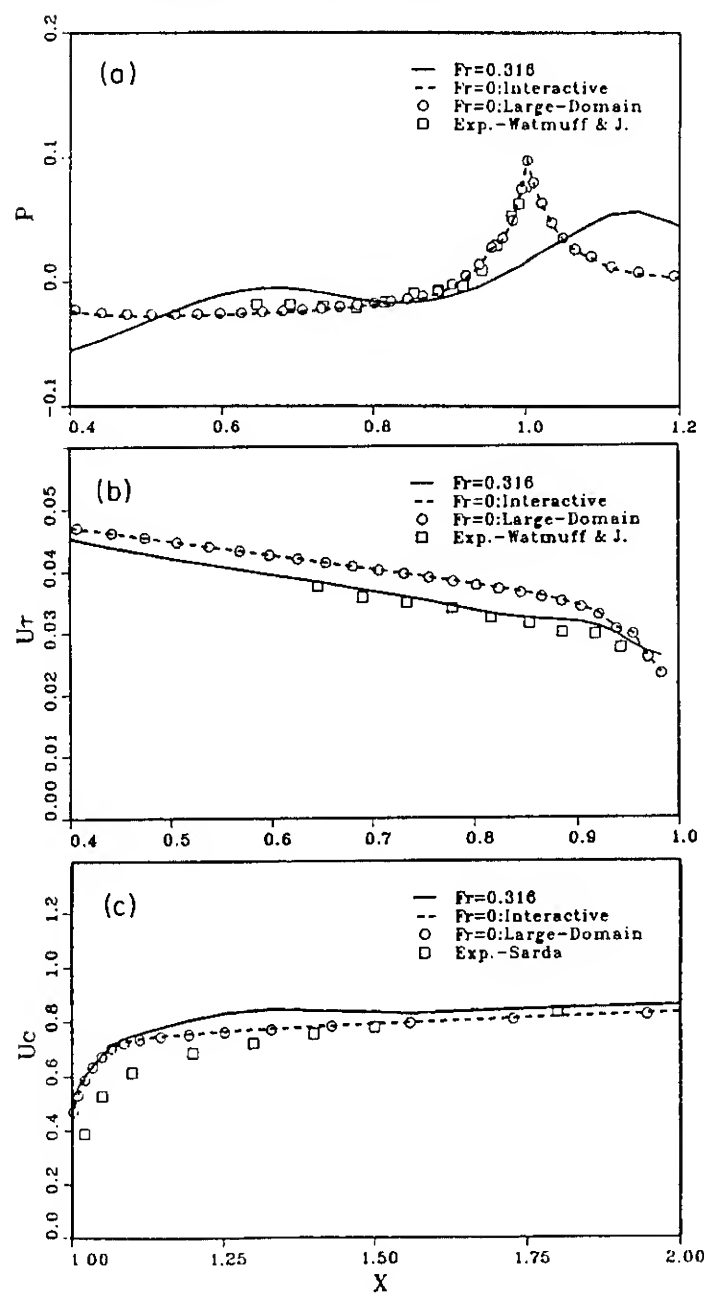 0.2
(a)
Fr=0.316
Fr=0:Interactive
Fr=0:Large-Domain
Exp.-Watmuff & J.
0.1
P
0.0
−0.1
0.4 0.6 0.8 1.0 1.2
(b)
Fr=0.316
Fr=0:Interactive
Fr=0:Large-Domain
Exp.-Watmuff & J.
0.05
0.04
Uτ
0.03
0.02
0.01
0.00
0.4 0.5 0.6 0.7 0.8 0.9 1.0
(c)
Fr=0.316
Fr=0:Interactive
Fr=0:Large-Domain
Exp.-Sarda
1.2
1.0
0.8
Uc
0.6
0.4
0.2
0.0
1 00 1.25 1.50 1.75 2.00
X